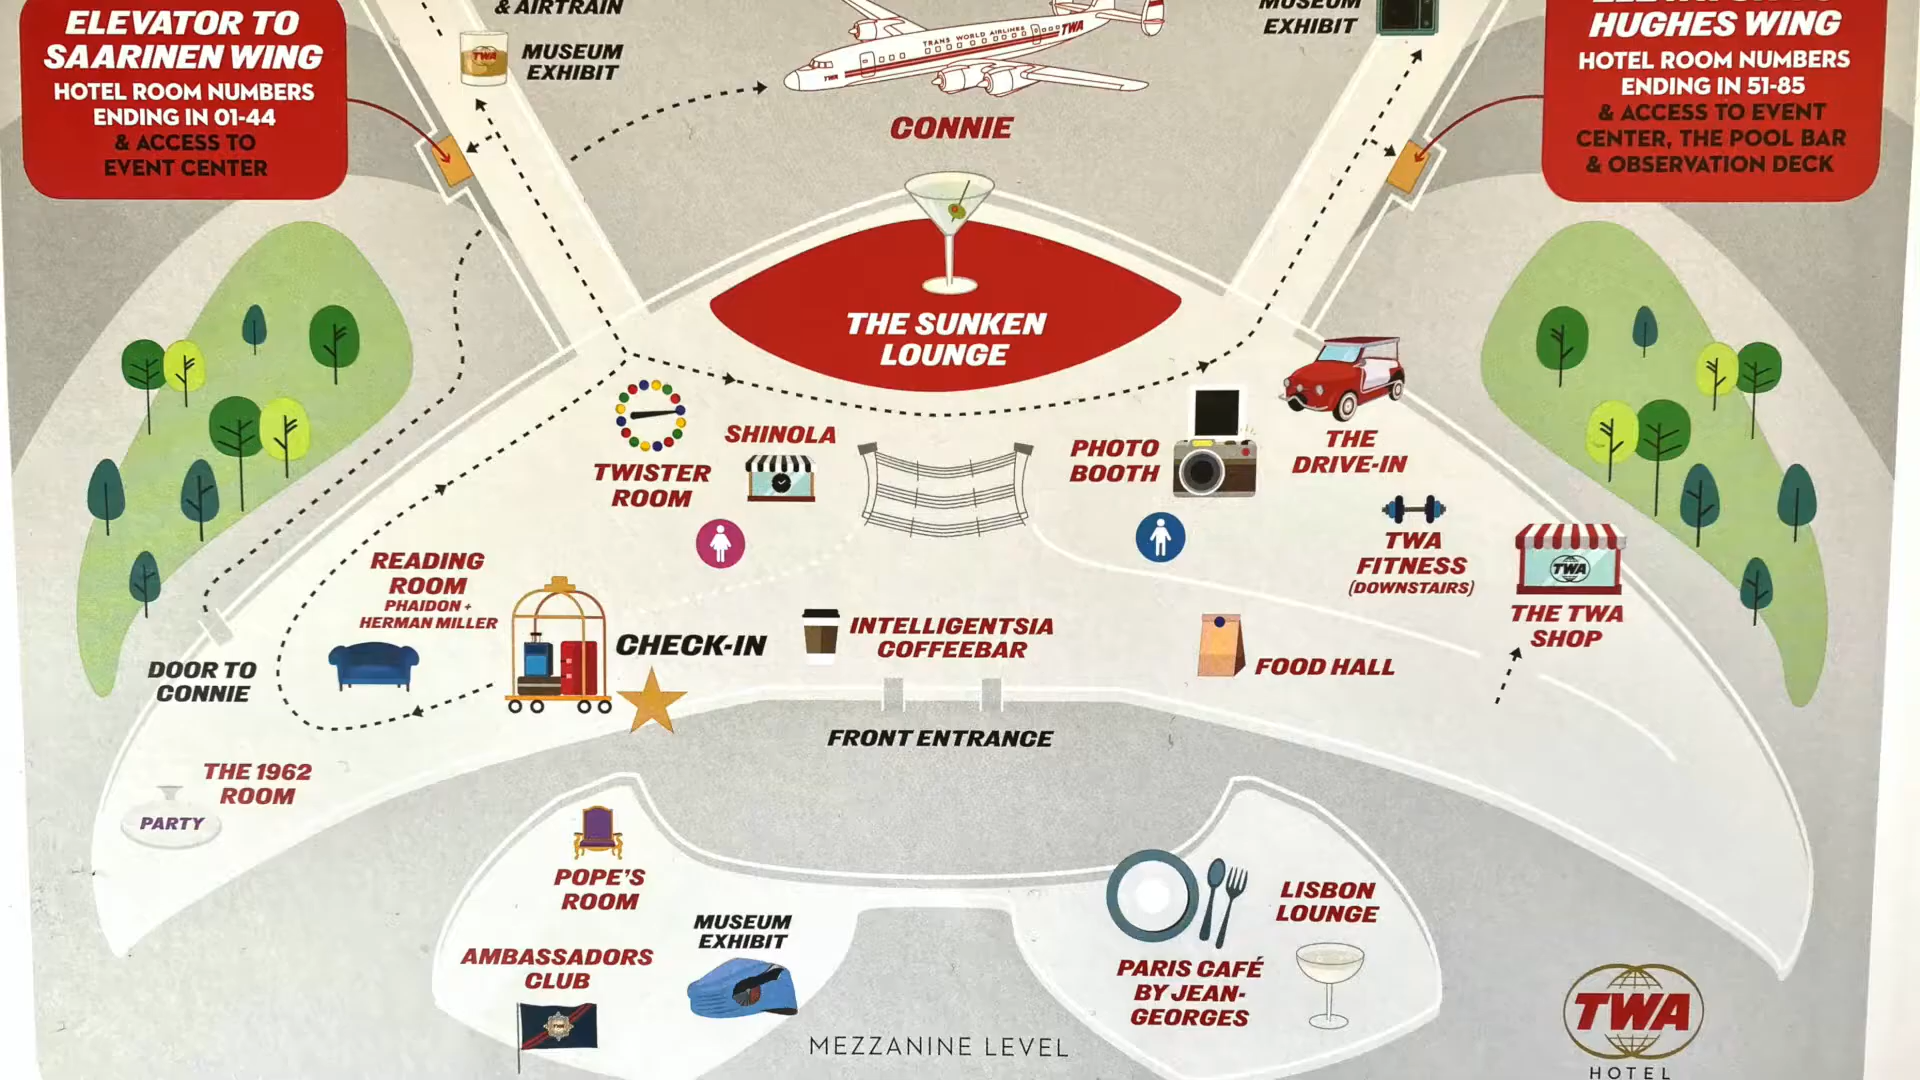 & AIRTRAIN
MUSEUM
EXHIBIT
TWA
ELEVATOR TO
SAARINEN WING
HOTEL ROOM NUMBERS
ENDING IN 01-44
& ACCESS TO
EVENT CENTER
TRANS WORLD AIRLINES
TWA
TWA
CONNIE
MUSEUM
EXHIBIT
HUGHES WING
HOTEL ROOM NUMBERS
ENDING IN 51-85
& ACCESS TO EVENT
CENTER, THE POOL BAR
& OBSERVATION DECK
THE SUNKEN
LOUNGE
TWISTER
ROOM
SHINOLA
PHOTO
BOOTH
THE
DRIVE-IN
TWA
FITNESS
(DOWNSTAIRS)
TWA
THE TWA
SHOP
READING
ROOM
PHAIDON +
HERMAN MILLER
CHECK-IN
INTELLIGENTSIA
COFFEEBAR
FOOD HALL
DOOR TO
CONNIE
FRONT ENTRANCE
THE 1962
ROOM
PARTY
POPE'S
ROOM
AMBASSADORS
CLUB
MUSEUM
EXHIBIT
LISBON
LOUNGE
PARIS CAFÉ
BY JEAN-
GEORGES
MEZZANINE LEVEL
TWA
HOTEL